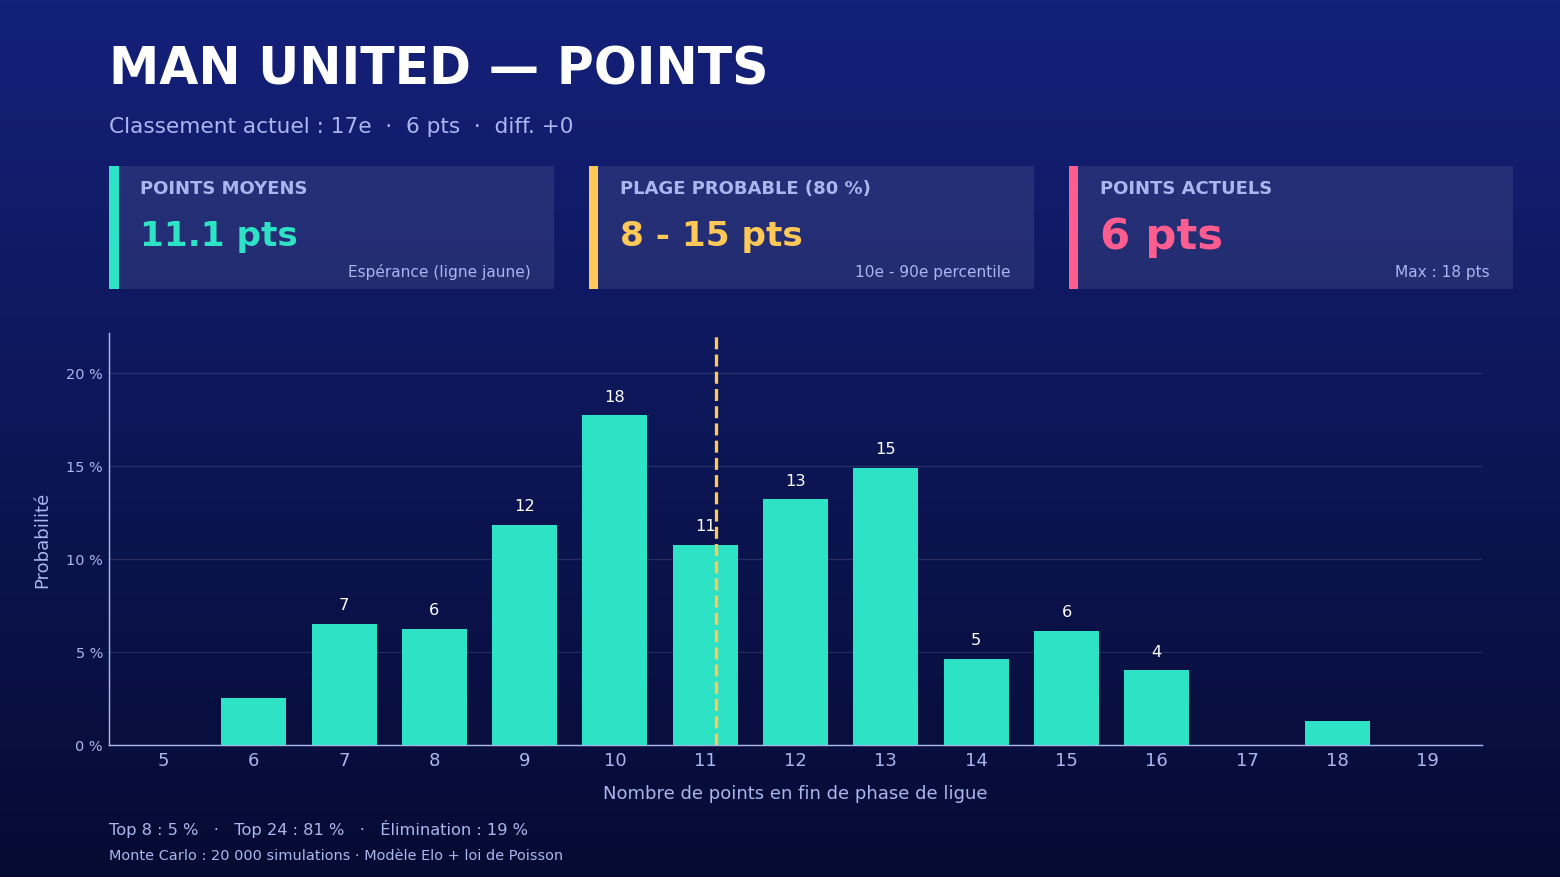 MAN UNITED — POINTS
Classement actuel : 17e · 6 pts · diff. +0
POINTS MOYENS
11.1 pts
Espérance (ligne jaune)
PLAGE PROBABLE (80 %)
8 - 15 pts
10e - 90e percentile
POINTS ACTUELS
6 pts
Max : 18 pts
Probabilité
20 %
15 %
10 %
5 %
0 %
7
6
12
18
11
13
15
5
6
4
5 6 7 8 9 10 11 12 13 14 15 16 17 18 19
Nombre de points en fin de phase de ligue
Top 8 : 5 % · Top 24 : 81 % · Élimination : 19 %
Monte Carlo : 20 000 simulations · Modèle Elo + loi de Poisson